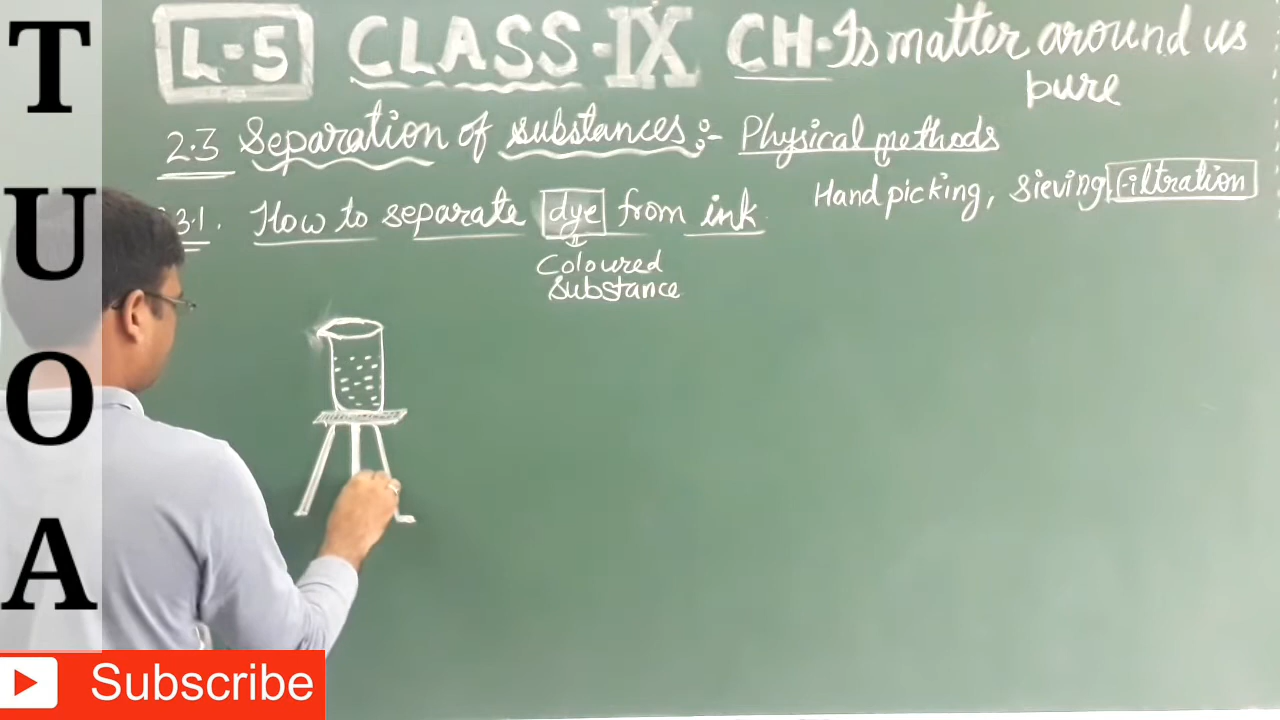 L-5 CLASS-IX CH-Is matter around us
pure
2.3 Separation of substances:- Physical methods
Hand picking, Sieving, Filtration
3.1. How to separate dye from ink.
Coloured
Substance
T
U
O
A
Subscribe